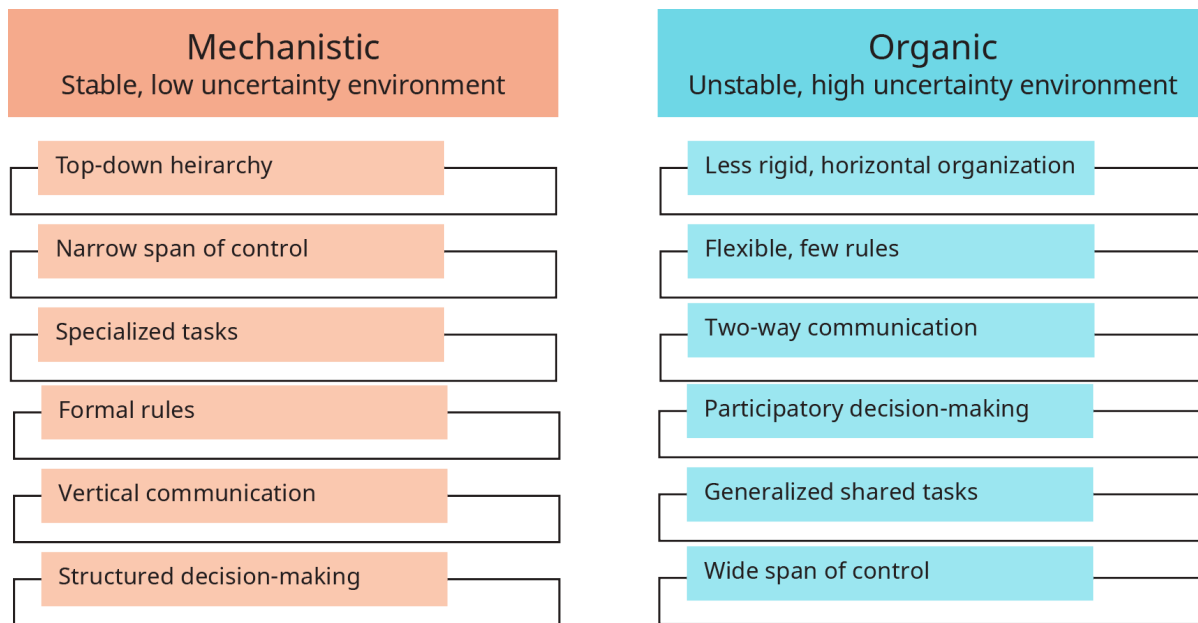 Mechanistic
Stable, low uncertainty environment
Top-down heirarchy
Narrow span of control
Specialized tasks
Formal rules
Vertical communication
Structured decision-making
Organic
Unstable, high uncertainty environment
Less rigid, horizontal organization
Flexible, few rules
Two-way communication
Participatory decision-making
Generalized shared tasks
Wide span of control